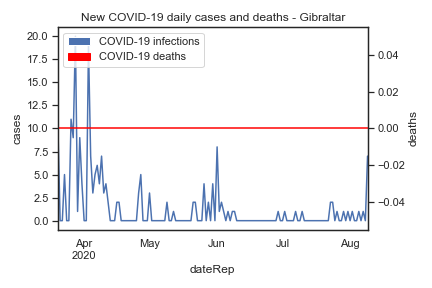 New COVID-19 daily cases and deaths - Gibraltar
COVID-19 infections
COVID-19 deaths
20.0
17.5
15.0
12.5
10.0
7.5
5.0
2.5
0.0
cases
0.04
0.02
0.00
−0.02
−0.04
deaths
Apr May Jun Jul Aug
2020
dateRep